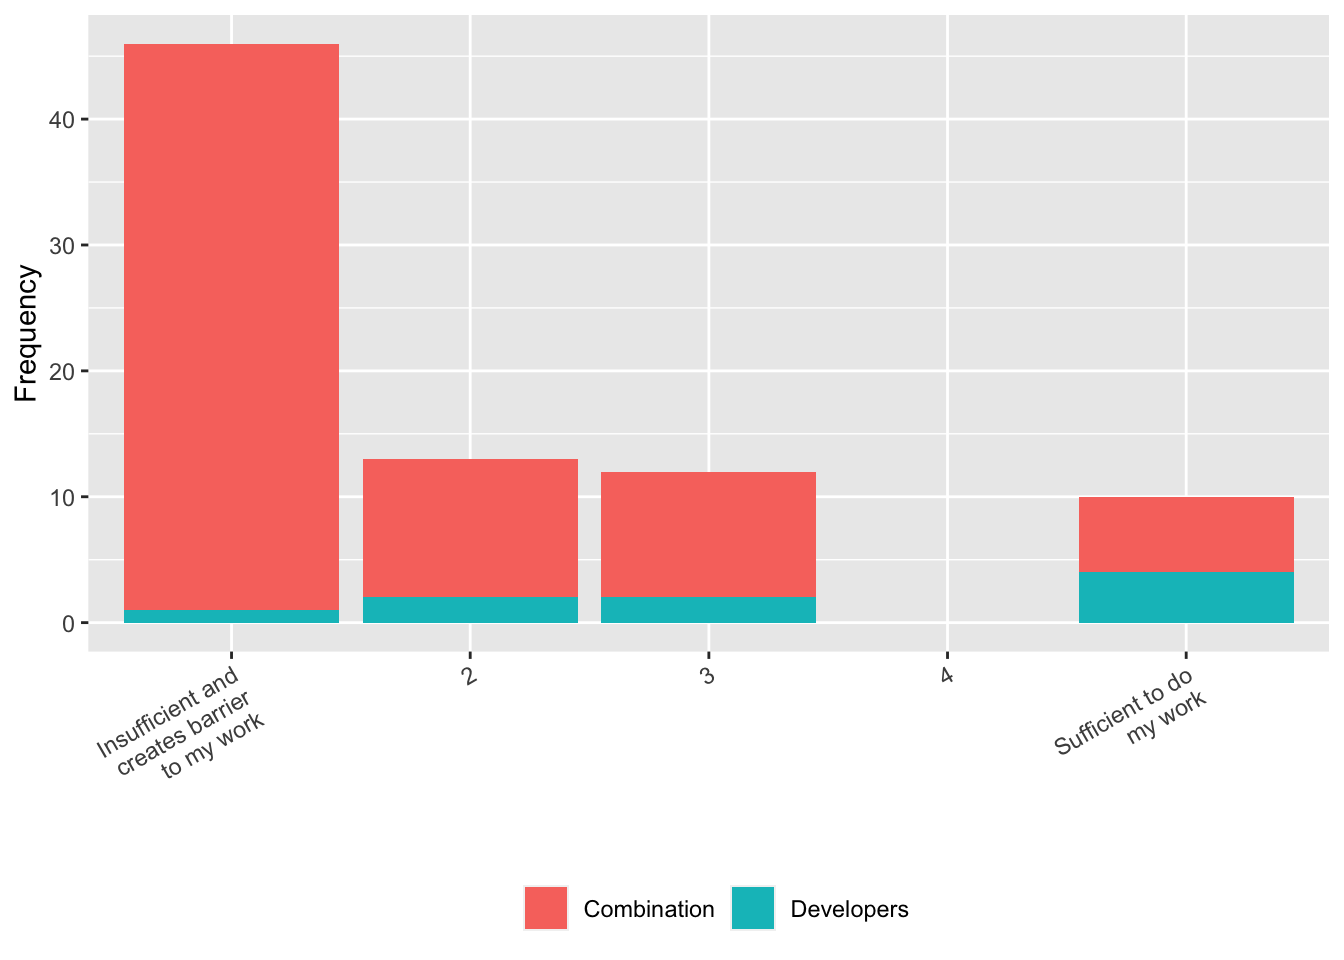 Frequency
40
30
20
10
0
Insufficient and
creates barrier
to my work
2
3
4
Sufficient to do
my work
Combination
Developers